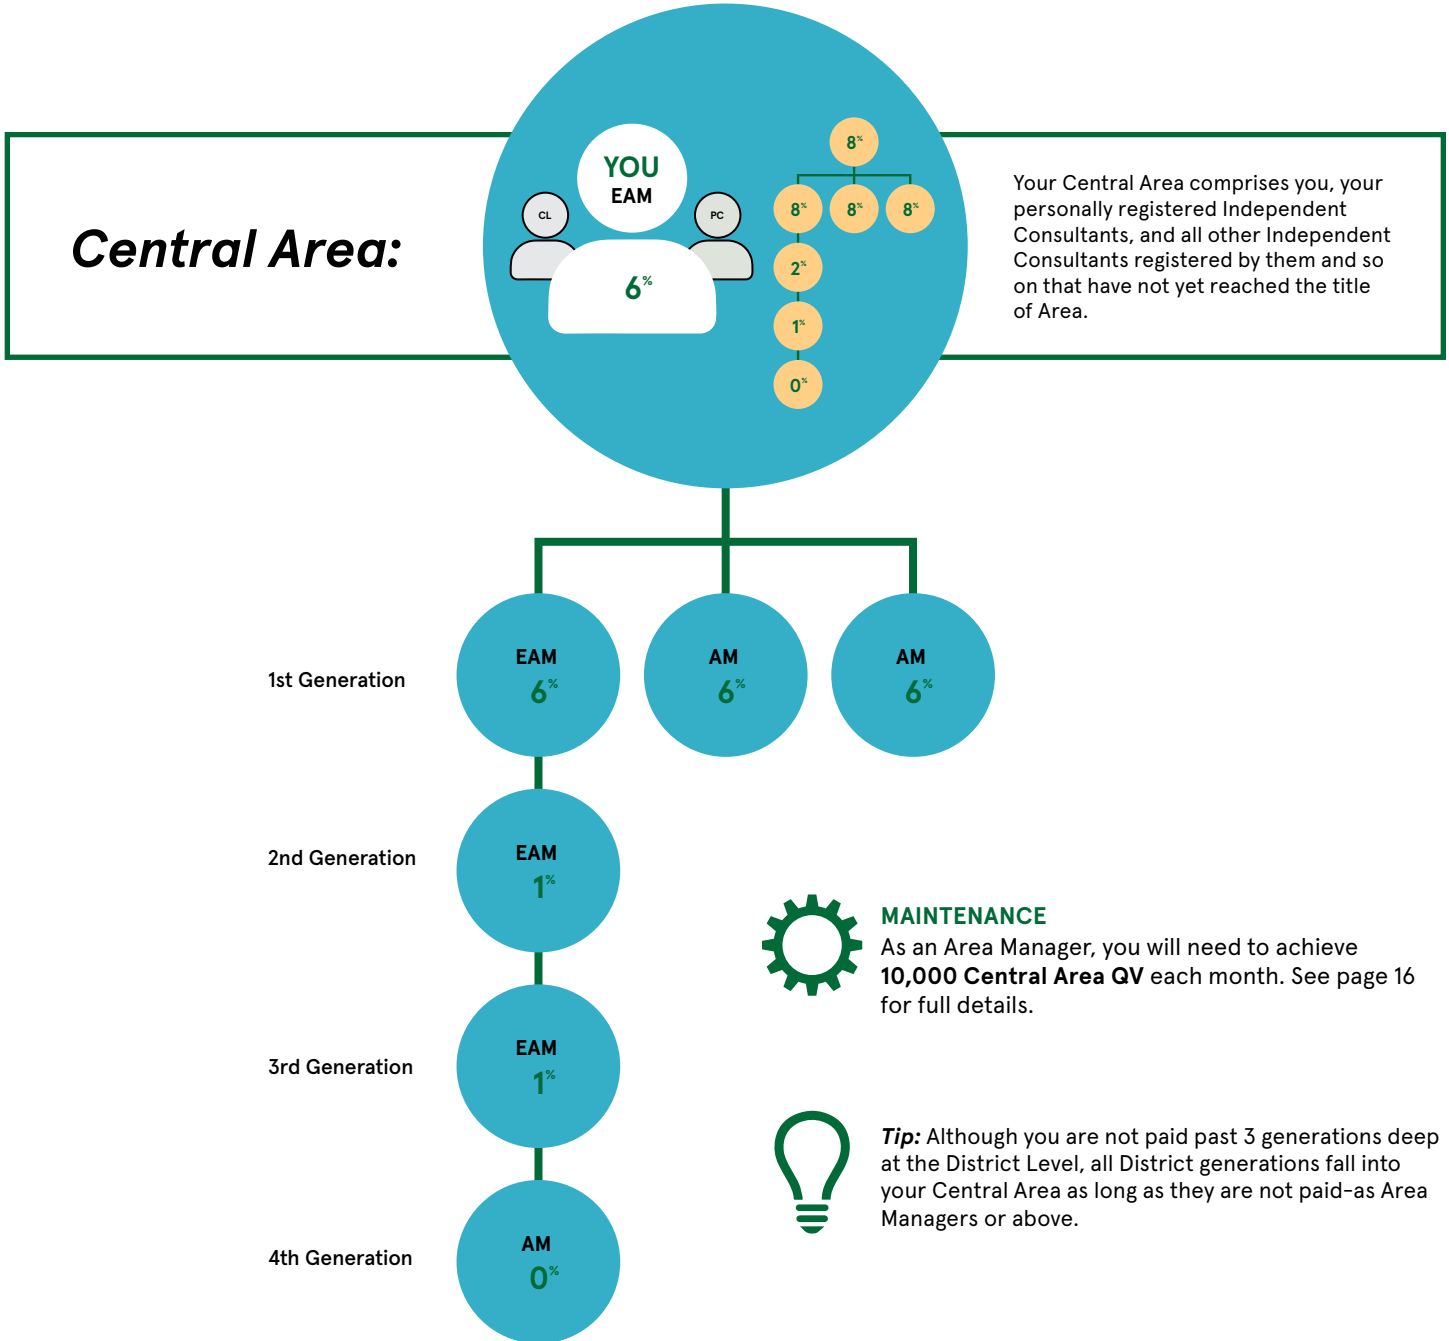 Central Area:
YOU
EAM
CL
PC
6%
8%
8%
8%
8%
2%
1%
0%
Your Central Area comprises you, your
personally registered Independent
Consultants, and all other Independent
Consultants registered by them and so
on that have not yet reached the title
of Area.
1st Generation
EAM
6%
AM
6%
AM
6%
2nd Generation
EAM
1%
3rd Generation
EAM
1%
4th Generation
AM
0%
MAINTENANCE
As an Area Manager, you will need to achieve
10,000 Central Area QV each month. See page 16
for full details.
Tip: Although you are not paid past 3 generations deep
at the District Level, all District generations fall into
your Central Area as long as they are not paid-as Area
Managers or above.